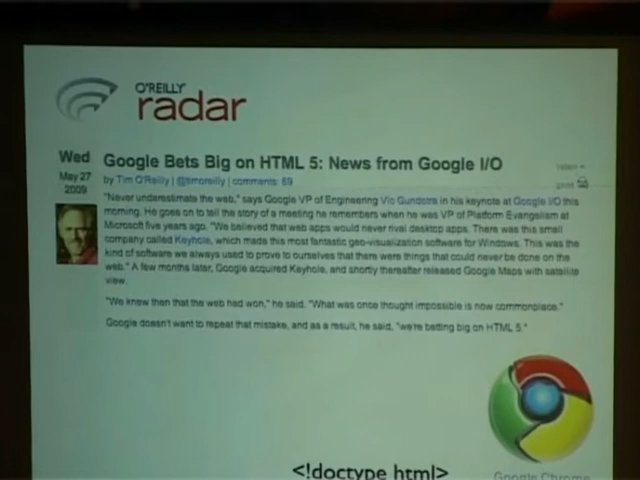 O'REILLY
radar
Wed
May 27
2009
Google Bets Big on HTML 5: News from Google I/O
by Tim O'Reilly | @timoreilly | comments: 69
listen
print
"Never underestimate the web," says Google VP of Engineering Vic Gundotra in his keynote at Google I/O this
morning. He goes on to tell the story of a meeting he remembers when he was VP of Platform Evangelism at
Microsoft five years ago. "We believed that web apps would never rival desktop apps. There was this small
company called Keyhole, which made this most fantastic geo-visualization software for Windows. This was the
kind of software we always used to prove to ourselves that there were things that could never be done on the
web." A few months later, Google acquired Keyhole, and shortly thereafter released Google Maps with satellite
view.
"We knew then that the web had won," he said. "What was once thought impossible is now commonplace."
Google doesn't want to repeat that mistake, and as a result, he said, "we're betting big on HTML 5."
<!doctype html>
Google Chrome